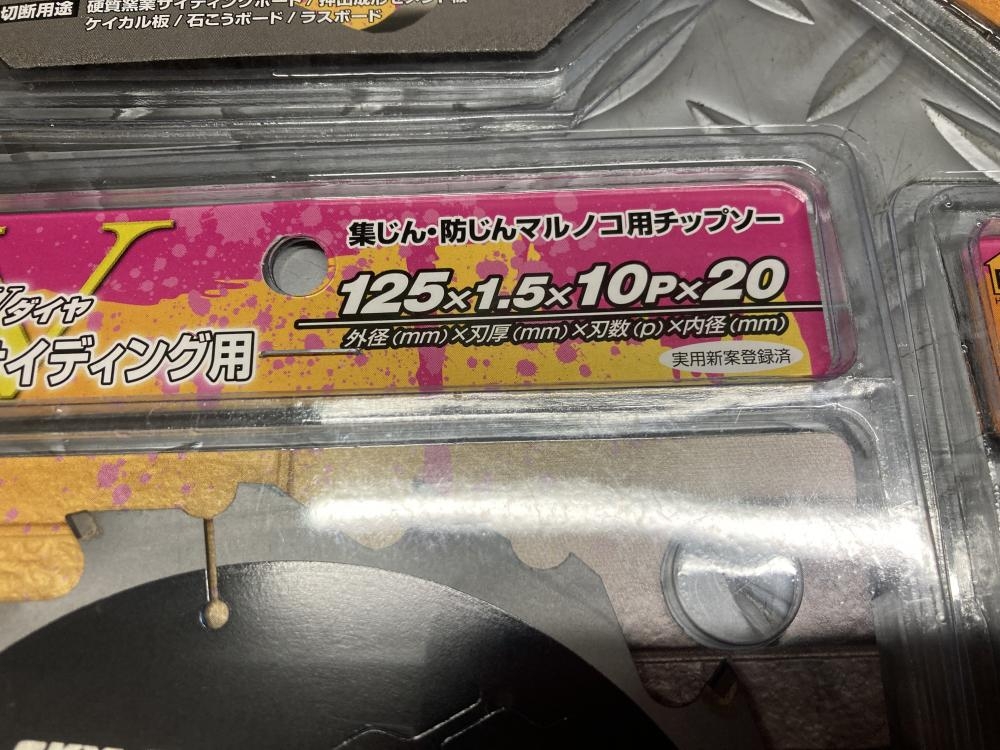 切断用途
硬質窯業サイディングボード / 押出成形セメント板
ケイカル板 / 石こうボード / ラスボード
集じん・防じんマルノコ用チップソー
125×1.5×10P×20
外径(mm)×刃厚(mm)×刃数(p)×内径(mm)
実用新案登録済
ダイヤ
サイディング用